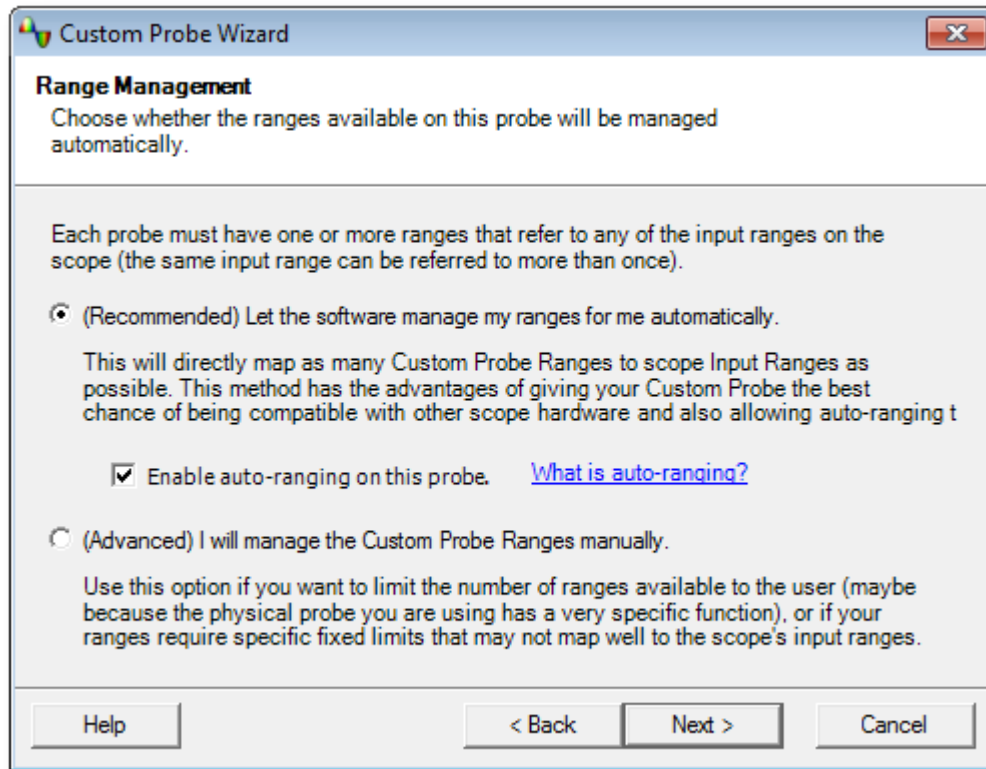 Custom Probe Wizard
Range Management
Choose whether the ranges available on this probe will be managed
automatically.
Each probe must have one or more ranges that refer to any of the input ranges on the
scope (the same input range can be referred to more than once).
(Recommended) Let the software manage my ranges for me automatically.
This will directly map as many Custom Probe Ranges to scope Input Ranges as
possible. This method has the advantages of giving your Custom Probe the best
chance of being compatible with other scope hardware and also allowing auto-ranging t
Enable auto-ranging on this probe. What is auto-ranging?
(Advanced) I will manage the Custom Probe Ranges manually.
Use this option if you want to limit the number of ranges available to the user (maybe
because the physical probe you are using has a very specific function), or if your
ranges require specific fixed limits that may not map well to the scope's input ranges.
Help < Back Next > Cancel